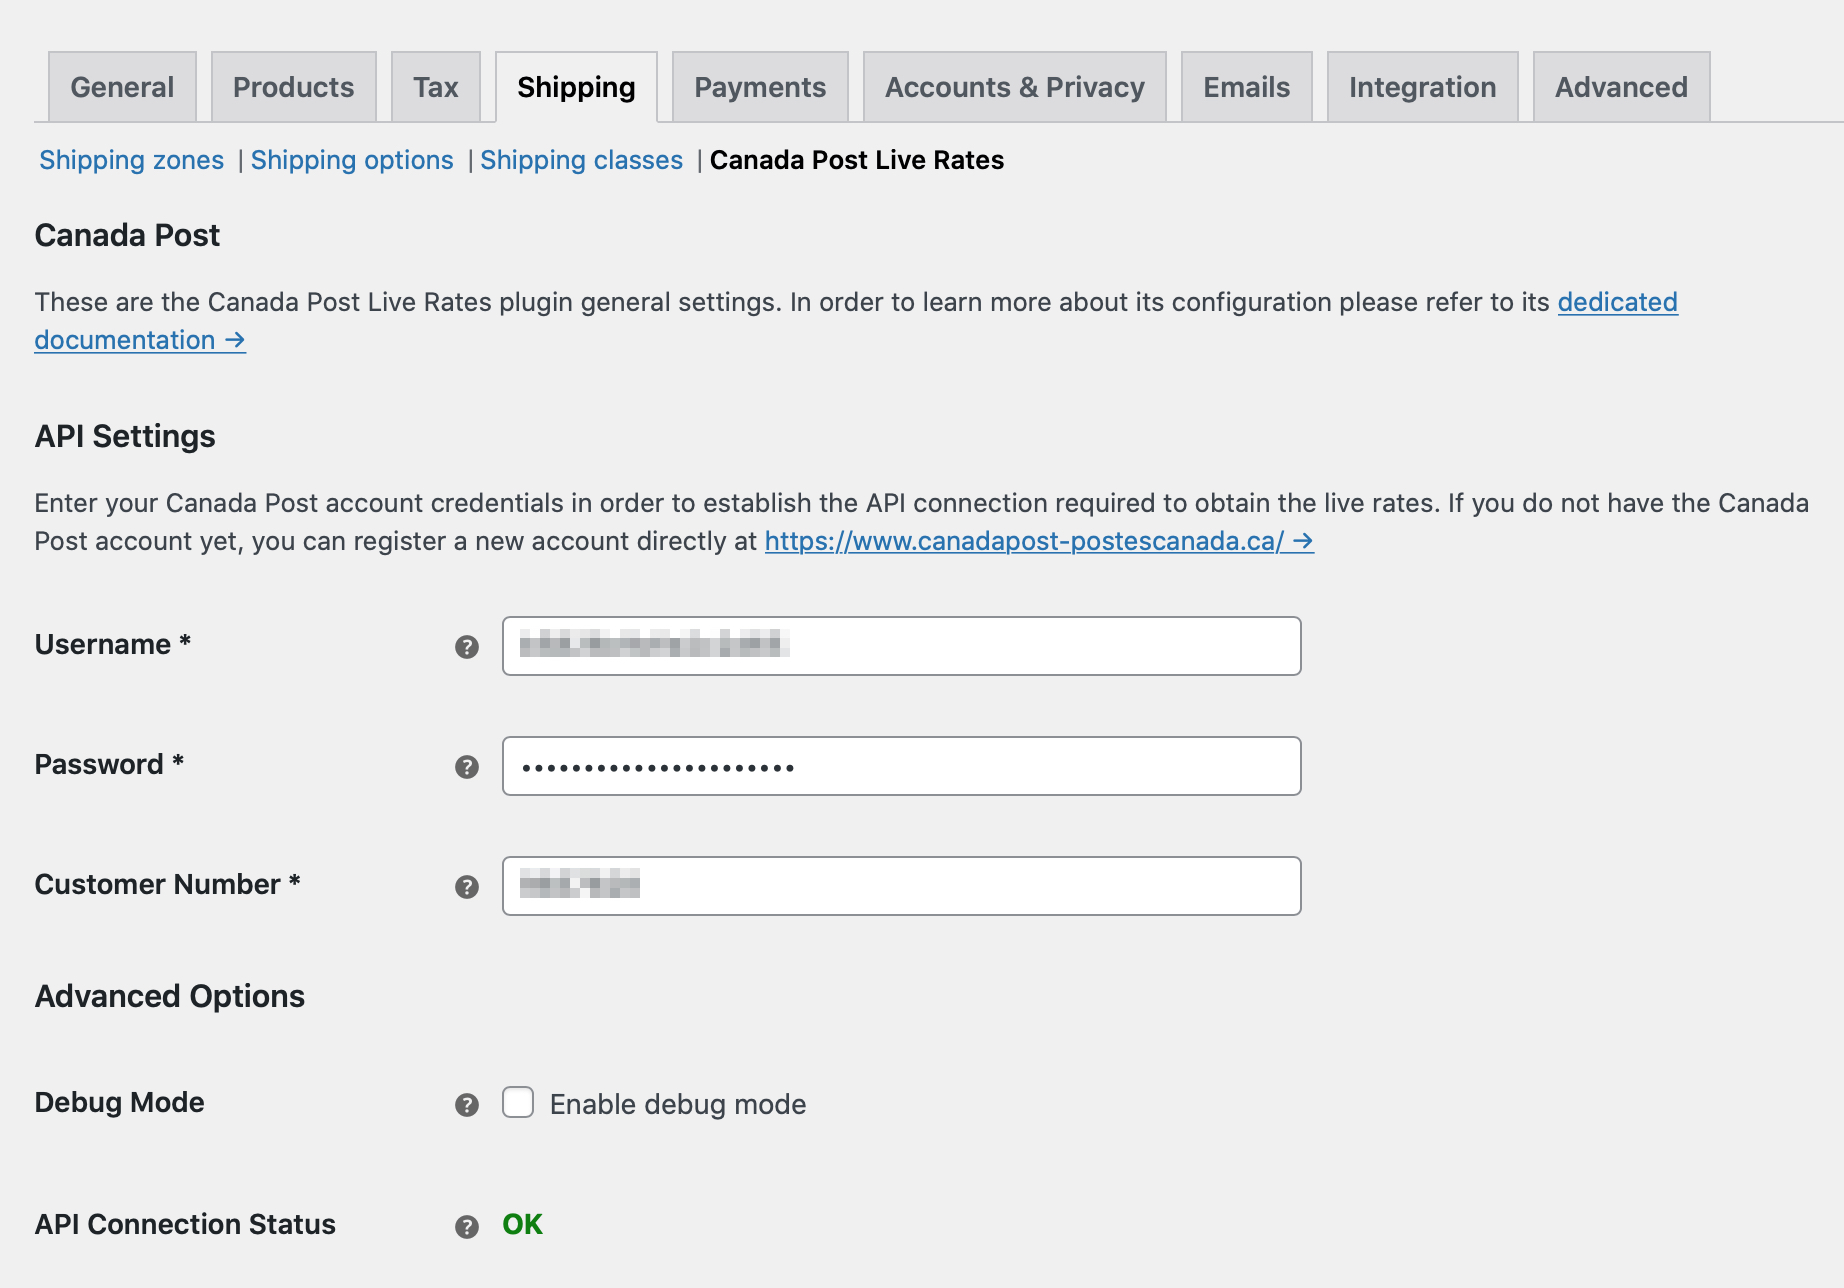 General Products Tax Shipping Payments Accounts & Privacy Emails Integration Advanced
Shipping zones | Shipping options | Shipping classes | Canada Post Live Rates
Canada Post
These are the Canada Post Live Rates plugin general settings. In order to learn more about its configuration please refer to its dedicated
documentation →
API Settings
Enter your Canada Post account credentials in order to establish the API connection required to obtain the live rates. If you do not have the Canada
Post account yet, you can register a new account directly at https://www.canadapost-postescanada.ca/ →
Username * ?
Password * ? ••••••••••••••••••••••
Customer Number * ?
Advanced Options
Debug Mode ? Enable debug mode
API Connection Status ? OK